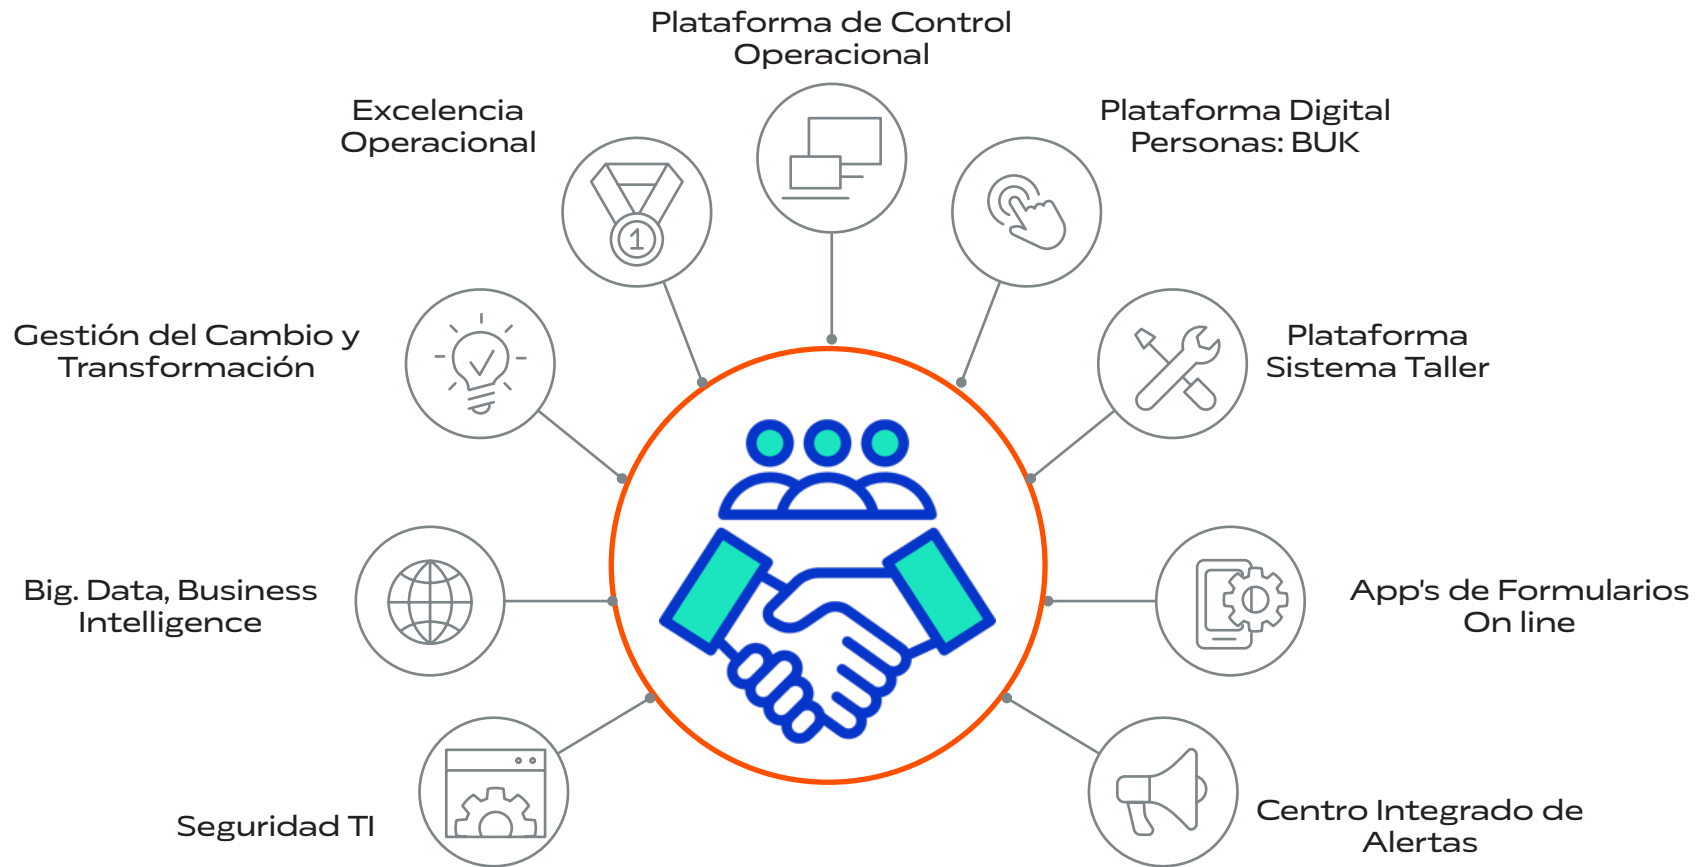 Plataforma de Control
Operacional
Excelencia
Operacional
1
Plataforma Digital
Personas: BUK
Gestión del Cambio y
Transformación
Plataforma
Sistema Taller
Big. Data, Business
Intelligence
App's de Formularios
On line
Seguridad TI
Centro Integrado de
Alertas